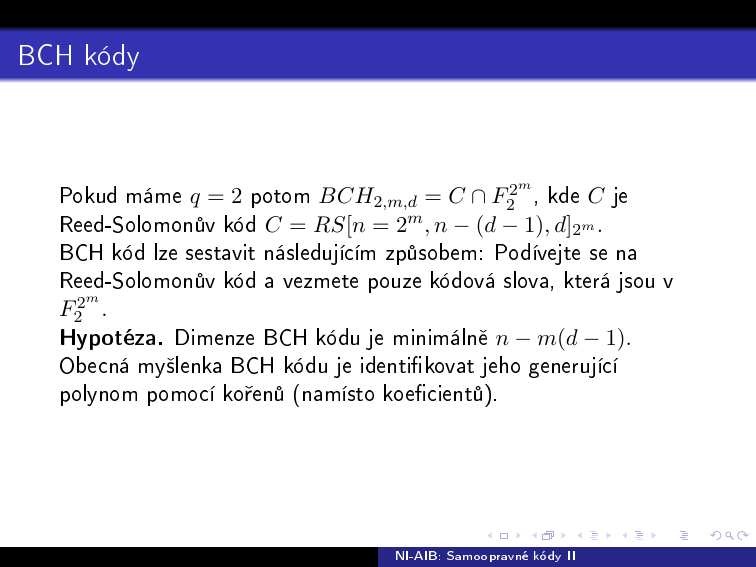 BCH kódy
Pokud máme $q = 2$ potom $BCH_{2,m,d} = C \cap F_2^{2^m}$, kde $C$ je
Reed-Solomonův kód $C = RS[n = 2^m, n - (d - 1), d]_{2^m}$.
BCH kód lze sestavit následujícím způsobem: Podívejte se na
Reed-Solomonův kód a vezmete pouze kódová slova, která jsou v
$F_2^{2^m}$.
Hypotéza. Dimenze BCH kódu je minimálně $n - m(d - 1)$.
Obecná myšlenka BCH kódu je identifikovat jeho generující
polynom pomocí kořenů (namísto koeficientů).
NI-AIB: Samoopravné kódy II